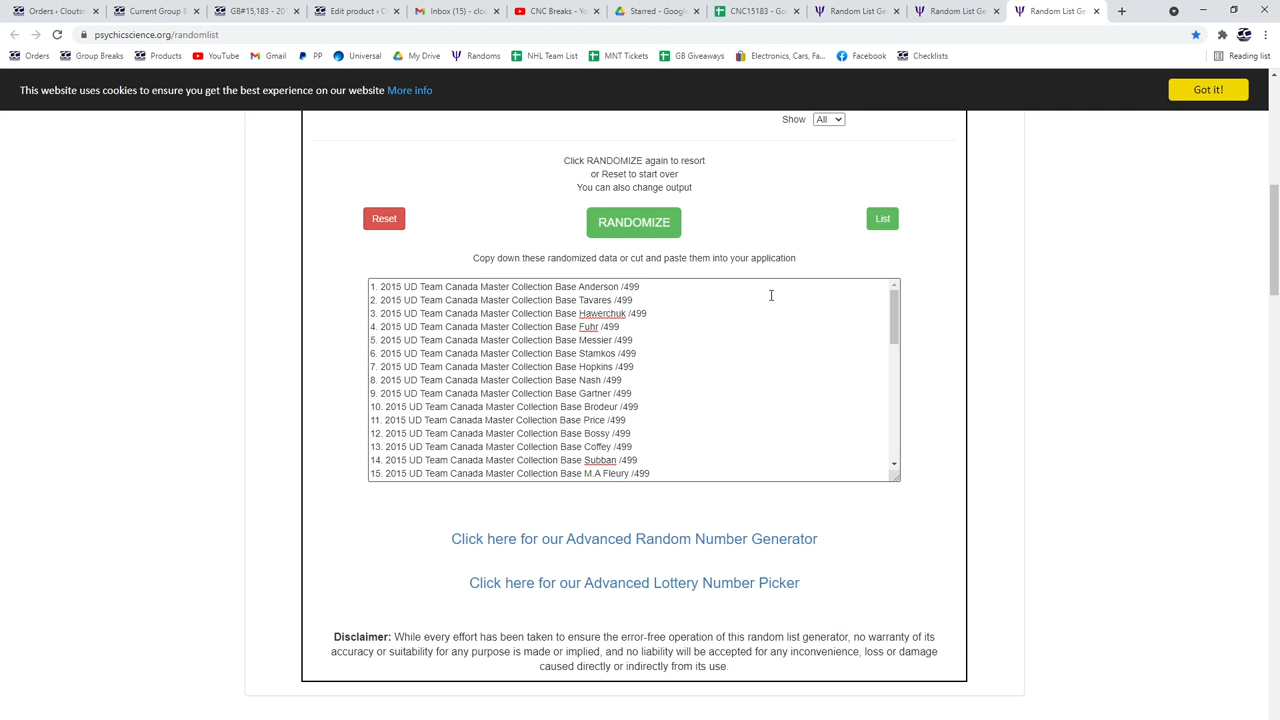 Orders ‹ Cloutsn
Current Group B
GB#15,183 - 201
Edit product ‹ C
Inbox (15) - clou
CNC Breaks - Yo
Starred - Google
CNC15183 - Go
Random List Ge
Random List Ge
Random List Ge
psychicscience.org/randomlist
Orders
Group Breaks
Products
YouTube
Gmail
PP
Universal
My Drive
Randoms
NHL Team List
MNT Tickets
GB Giveaways
Electronics, Cars, Fa...
Facebook
Checklists
Reading list
This website uses cookies to ensure you get the best experience on our website More info
Got it!
Show All
Click RANDOMIZE again to resort
or Reset to start over
You can also change output
Reset
RANDOMIZE
List
Copy down these randomized data or cut and paste them into your application
1. 2015 UD Team Canada Master Collection Base Anderson /499
2. 2015 UD Team Canada Master Collection Base Tavares /499
3. 2015 UD Team Canada Master Collection Base Hawerchuk /499
4. 2015 UD Team Canada Master Collection Base Fuhr /499
5. 2015 UD Team Canada Master Collection Base Messier /499
6. 2015 UD Team Canada Master Collection Base Stamkos /499
7. 2015 UD Team Canada Master Collection Base Hopkins /499
8. 2015 UD Team Canada Master Collection Base Nash /499
9. 2015 UD Team Canada Master Collection Base Gartner /499
10. 2015 UD Team Canada Master Collection Base Brodeur /499
11. 2015 UD Team Canada Master Collection Base Price /499
12. 2015 UD Team Canada Master Collection Base Bossy /499
13. 2015 UD Team Canada Master Collection Base Coffey /499
14. 2015 UD Team Canada Master Collection Base Subban /499
15. 2015 UD Team Canada Master Collection Base M.A Fleury /499
Click here for our Advanced Random Number Generator
Click here for our Advanced Lottery Number Picker
Disclaimer: While every effort has been taken to ensure the error-free operation of this random list generator, no warranty of its
accuracy or suitability for any purpose is made or implied, and no liability will be accepted for any inconvenience, loss or damage
caused directly or indirectly from its use.